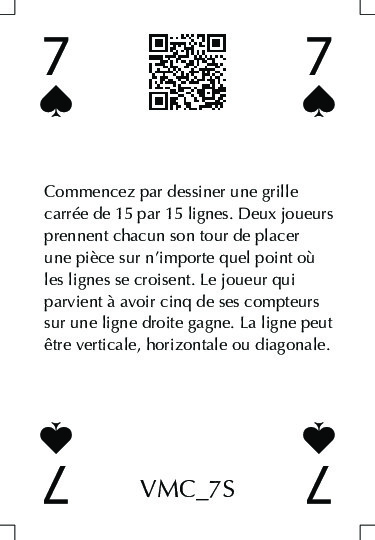 7 7
Commencez par dessiner une grille
carrée de 15 par 15 lignes. Deux joueurs
prennent chacun son tour de placer
une pièce sur n’importe quel point où
les lignes se croisent. Le joueur qui
parvient à avoir cinq de ses compteurs
sur une ligne droite gagne. La ligne peut
être verticale, horizontale ou diagonale.
7 VMC_7S 7